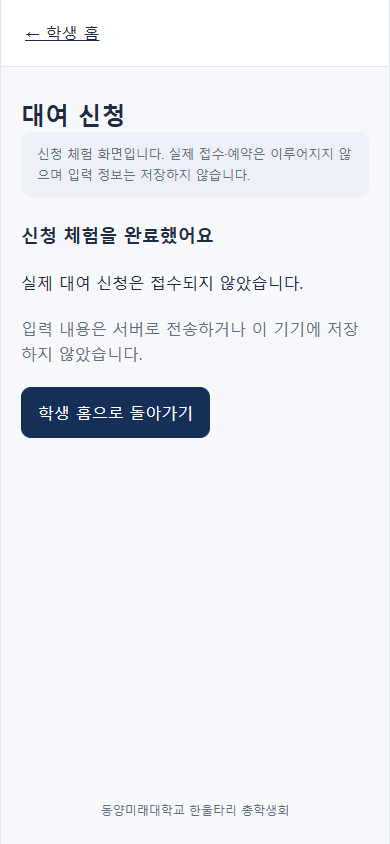 ← 학생 홈
대여 신청
신청 체험 화면입니다. 실제 접수·예약은 이루어지지 않
으며 입력 정보는 저장하지 않습니다.
신청 체험을 완료했어요
실제 대여 신청은 접수되지 않았습니다.
입력 내용은 서버로 전송하거나 이 기기에 저장
하지 않았습니다.
학생 홈으로 돌아가기
동양미래대학교 한울타리 총학생회